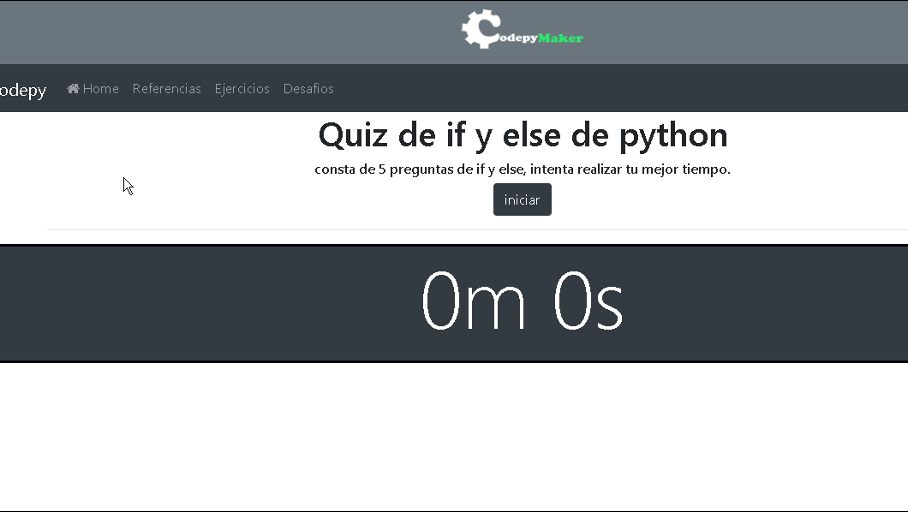 odepyMaker
odepy Home Referencias Ejercicios Desafios
Quiz de if y else de python
consta de 5 preguntas de if y else, intenta realizar tu mejor tiempo.
iniciar
0m 0s